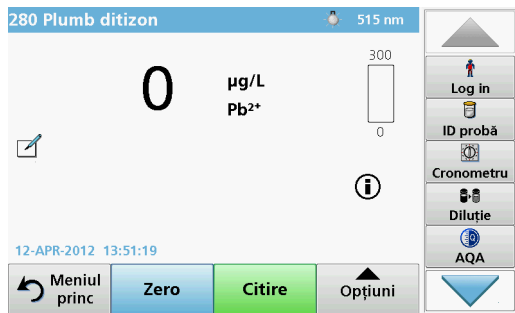 280 Plumb ditizon
515 nm
0
µg/L
Pb²⁺
300
0
12-APR-2012 13:51:19
Meniul
princ
Zero
Citire
Opțiuni
Log in
ID probă
Cronometru
Diluție
AQA